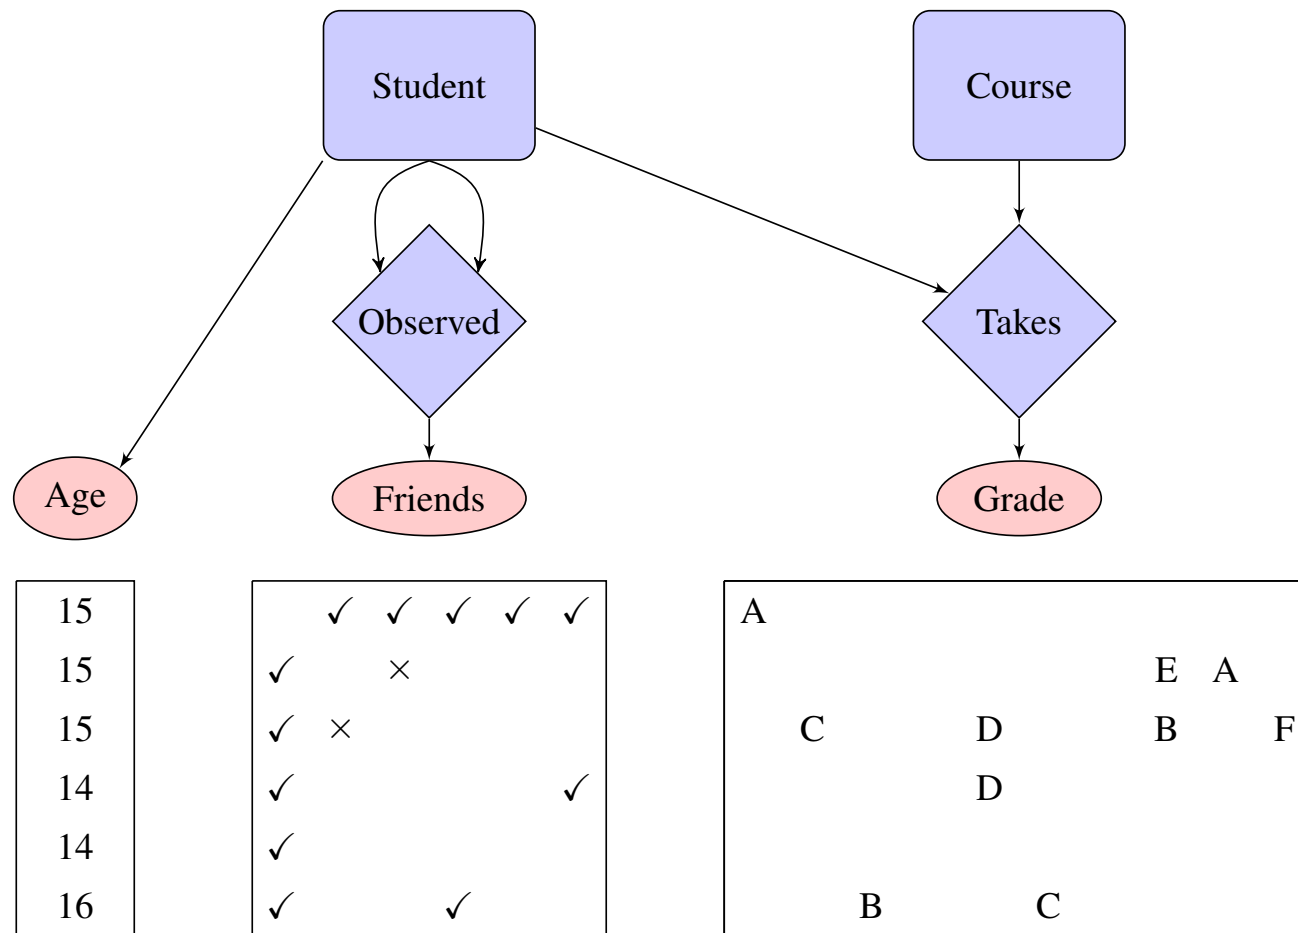 Student Course
Observed Takes
Age Friends Grade
15 ✓ ✓ ✓ ✓ ✓ A
15 ✓ × E A
15 ✓ × C D B F
14 ✓ ✓ D
14 ✓
16 ✓ ✓ B C